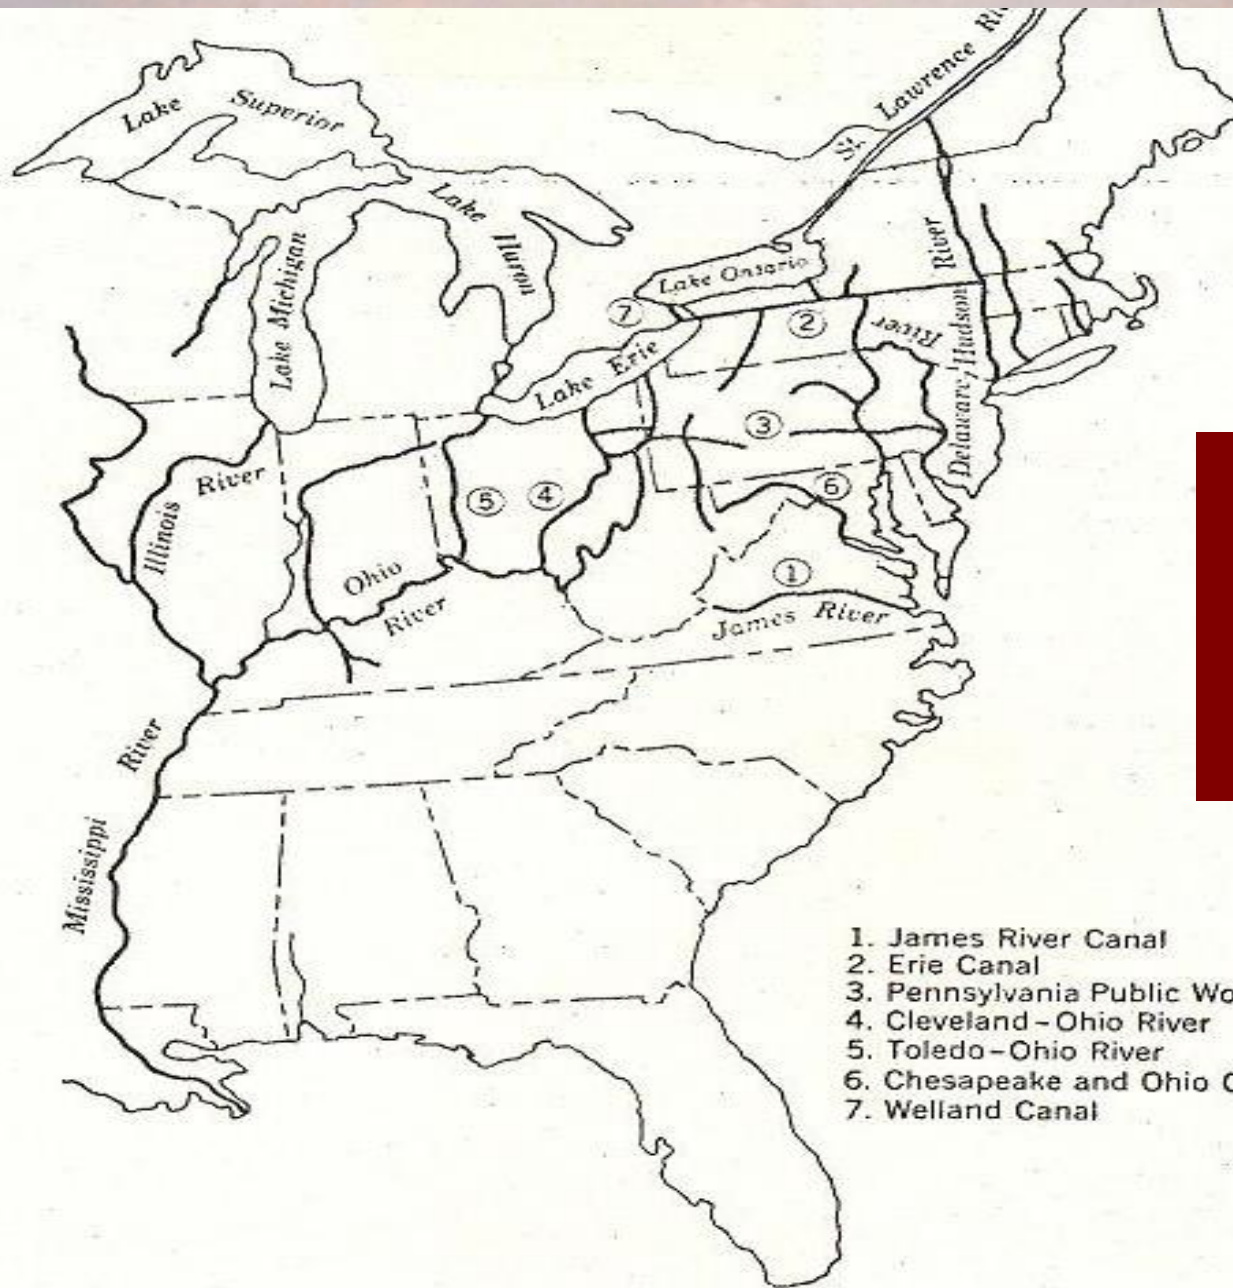 Lake Superior
Lake Huron
Lake Michigan
St. Lawrence
Lake Ontario
Lake Erie
River
River
Delaware
Hudson
Illinois River
Ohio River
James River
Mississippi River
7
2
3
5
4
6
1
1. James River Canal
2. Erie Canal
3. Pennsylvania Public
4. Cleveland–Ohio River
5. Toledo–Ohio River
6. Chesapeake and Ohio
7. Welland Canal